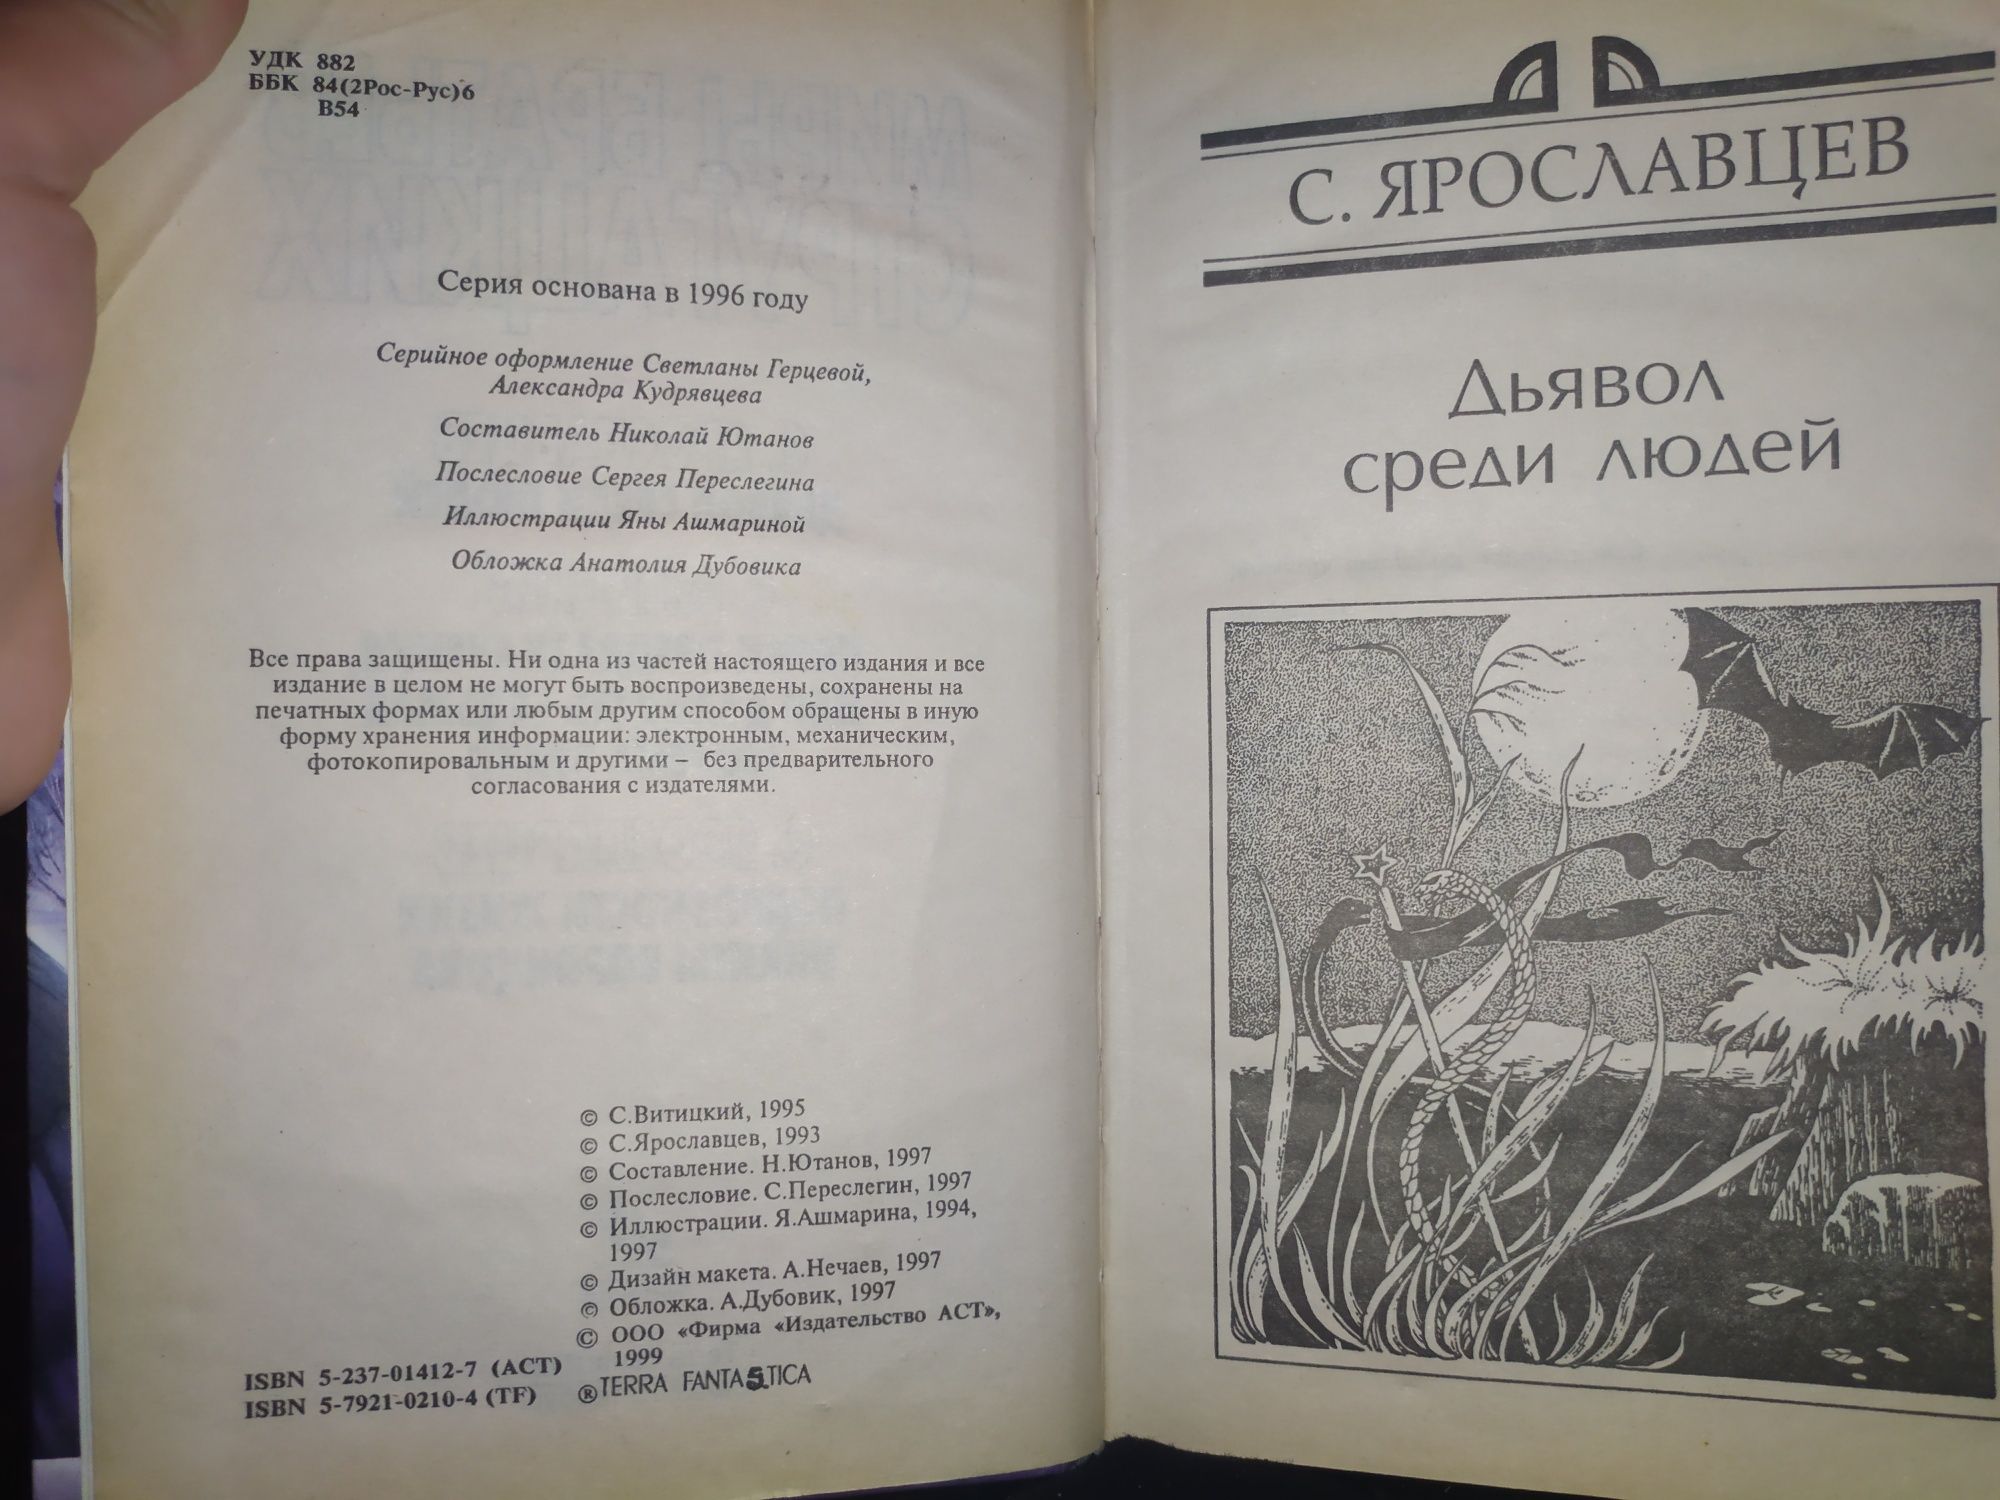 УДК 882
ББК 84(2Рос-Рус)6
В54
Серия основана в 1996 году
Серийное оформление Светланы Герцевой,
Александра Кудрявцева
Составитель Николай Ютанов
Послесловие Сергея Переслегина
Иллюстрации Яны Ашмариной
Обложка Анатолия Дубовика
Все права защищены. Ни одна из частей настоящего издания и все
издание в целом не могут быть воспроизведены, сохранены на
печатных формах или любым другим способом обращены в иную
форму хранения информации: электронным, механическим,
фотокопировальным и другими – без предварительного
согласования с издателями.
© С.Витицкий, 1995
© С.Ярославцев, 1993
© Составление. Н.Ютанов, 1997
© Послесловие. С.Переслегин, 1997
© Иллюстрации. Я.Ашмарина, 1994,
1997
© Дизайн макета. А.Нечаев, 1997
© Обложка. А.Дубовик, 1997
© ООО «Фирма «Издательство АСТ»,
1999
ISBN 5-237-01412-7 (АСТ)
ISBN 5-7921-0210-4 (TF)
® TERRA FANTASTICA
С. ЯРОСЛАВЦЕВ
Дьявол
среди людей